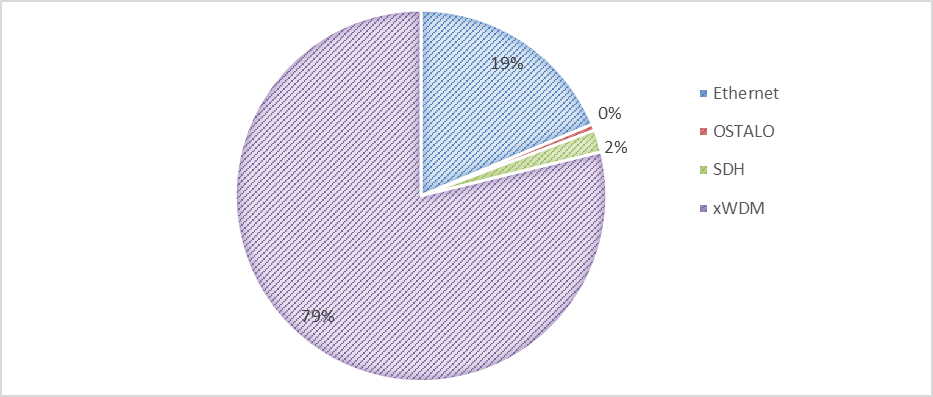 19%
0%
2%
79%
Ethernet
OSTALO
SDH
xWDM